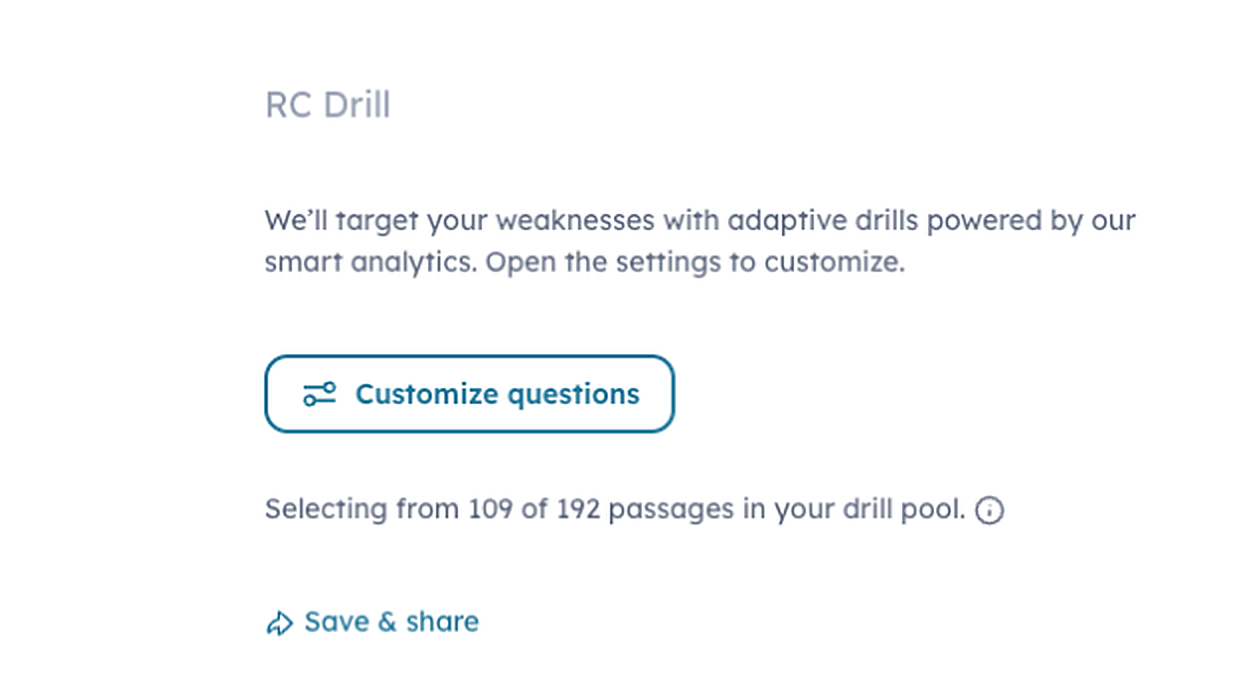 RC Drill
We’ll target your weaknesses with adaptive drills powered by our
smart analytics. Open the settings to customize.
Customize questions
Selecting from 109 of 192 passages in your drill pool.
Save & share